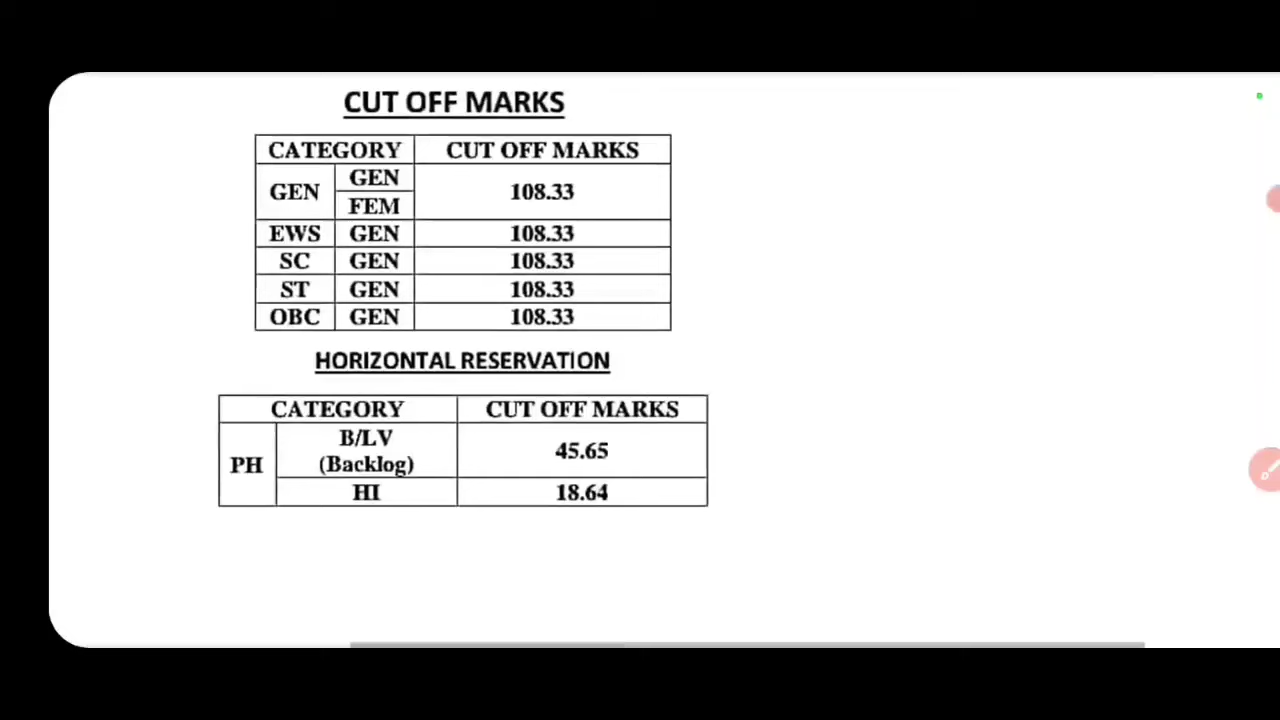 CUT OFF MARKS
CATEGORY CUT OFF MARKS
GEN GEN 108.33
FEM
EWS GEN 108.33
SC GEN 108.33
ST GEN 108.33
OBC GEN 108.33
HORIZONTAL RESERVATION
CATEGORY CUT OFF MARKS
PH B/LV (Backlog) 45.65
HI 18.64